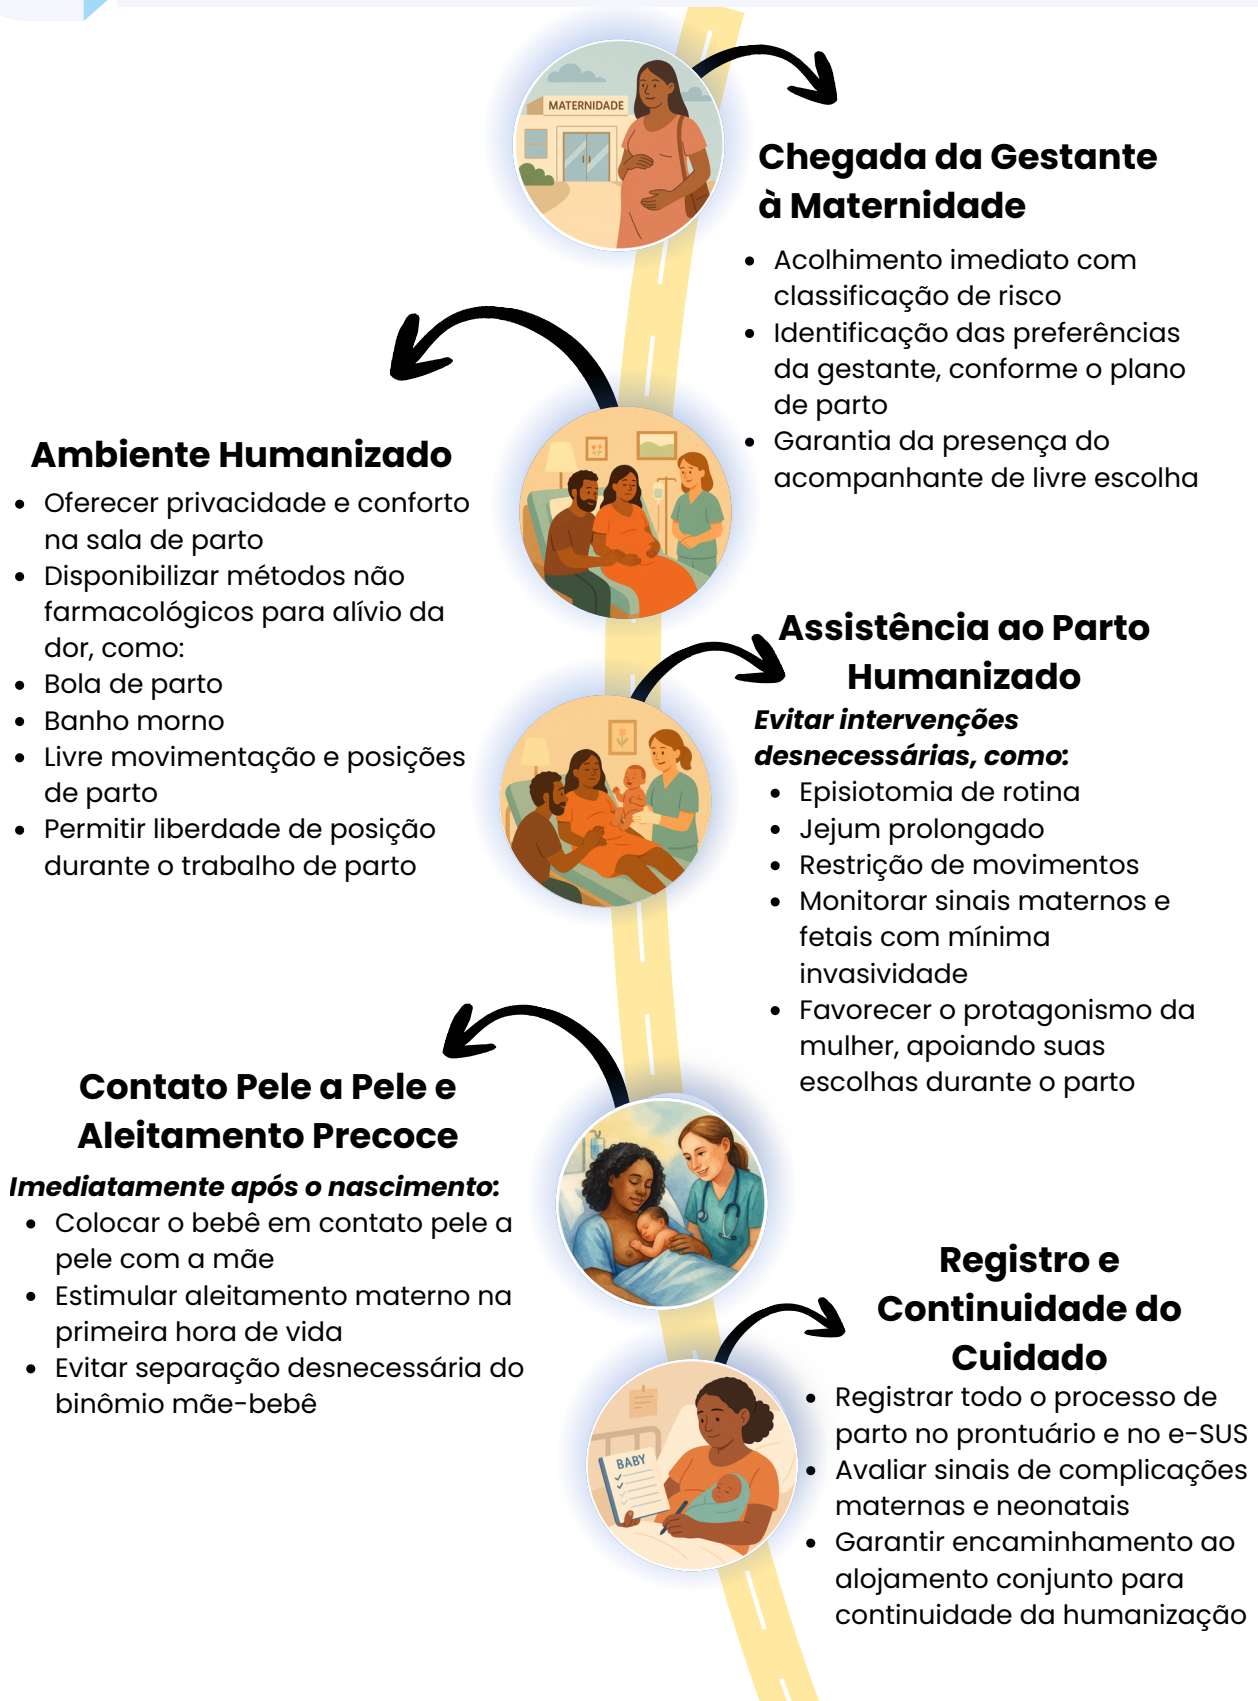 MATERNIDADE
Chegada da Gestante
à Maternidade
• Acolhimento imediato com
classificação de risco
• Identificação das preferências
da gestante, conforme o plano
de parto
• Garantia da presença do
acompanhante de livre escolha
Ambiente Humanizado
• Oferecer privacidade e conforto
na sala de parto
• Disponibilizar métodos não
farmacológicos para alívio da
dor, como:
• Bola de parto
• Banho morno
• Livre movimentação e posições
de parto
• Permitir liberdade de posição
durante o trabalho de parto
Assistência ao Parto
Humanizado
Evitar intervenções
desnecessárias, como:
• Episiotomia de rotina
• Jejum prolongado
• Restrição de movimentos
• Monitorar sinais maternos e
fetais com mínima
invasividade
• Favorecer o protagonismo da
mulher, apoiando suas
escolhas durante o parto
Contato Pele a Pele e
Aleitamento Precoce
Imediatamente após o nascimento:
• Colocar o bebê em contato pele a
pele com a mãe
• Estimular aleitamento materno na
primeira hora de vida
• Evitar separação desnecessária do
binômio mãe-bebê
Registro e
Continuidade do
Cuidado
• Registrar todo o processo de
parto no prontuário e no e-SUS
• Avaliar sinais de complicações
maternas e neonatais
• Garantir encaminhamento ao
alojamento conjunto para
continuidade da humanização
BABY